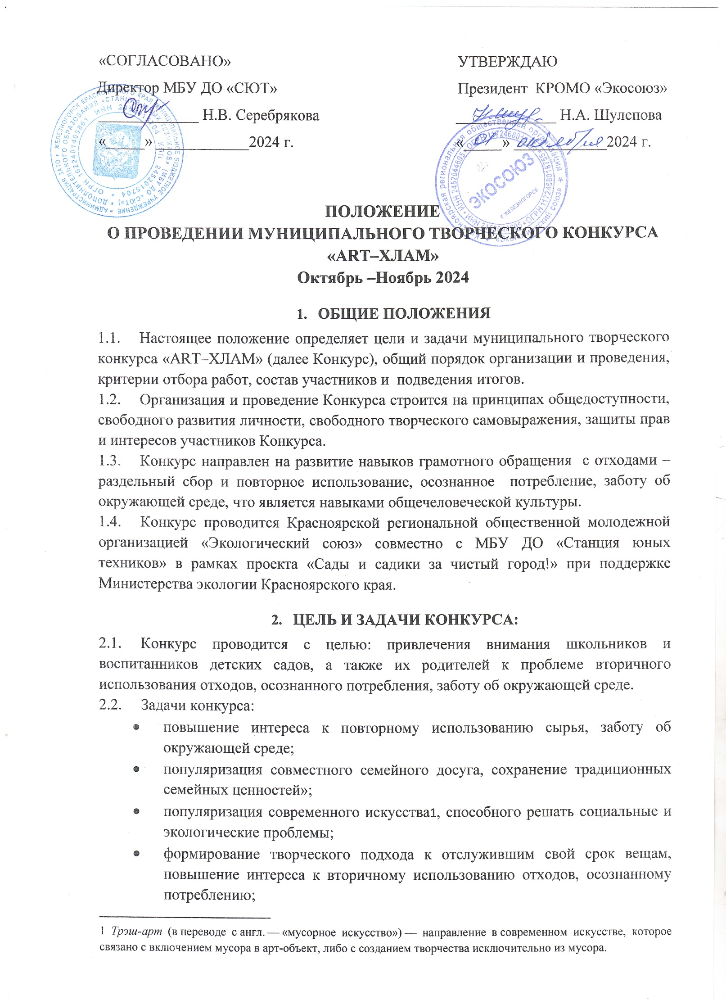 «СОГЛАСОВАНО»
Директор МБУ ДО «СЮТ»
_____________ Н.В. Серебрякова
«_____» ____________2024 г.
УТВЕРЖДАЮ
Президент КРОМО «Экосоюз»
_____________ Н.А. Шулепова
«01» октября 2024 г.
ЭКОСОЮЗ
Г.ЖЕЛЕЗНОГОРСК
ПОЛОЖЕНИЕ
О ПРОВЕДЕНИИ МУНИЦИПАЛЬНОГО ТВОРЧЕСКОГО КОНКУРСА
«ART–ХЛАМ»
Октябрь –Ноябрь 2024
1. ОБЩИЕ ПОЛОЖЕНИЯ
1.1. Настоящее положение определяет цели и задачи муниципального творческого
конкурса «ART–ХЛАМ» (далее Конкурс), общий порядок организации и проведения,
критерии отбора работ, состав участников и подведения итогов.
1.2. Организация и проведение Конкурса строится на принципах общедоступности,
свободного развития личности, свободного творческого самовыражения, защиты прав
и интересов участников Конкурса.
1.3. Конкурс направлен на развитие навыков грамотного обращения с отходами –
раздельный сбор и повторное использование, осознанное потребление, заботу об
окружающей среде, что является навыками общечеловеческой культуры.
1.4. Конкурс проводится Красноярской региональной общественной молодежной
организацией «Экологический союз» совместно с МБУ ДО «Станция юных
техников» в рамках проекта «Сады и садики за чистый город!» при поддержке
Министерства экологии Красноярского края.
2. ЦЕЛЬ И ЗАДАЧИ КОНКУРСА:
2.1. Конкурс проводится с целью: привлечения внимания школьников и
воспитанников детских садов, а также их родителей к проблеме вторичного
использования отходов, осознанного потребления, заботу об окружающей среде.
2.2. Задачи конкурса:
• повышение интереса к повторному использованию сырья, заботу об
окружающей среде;
• популяризация совместного семейного досуга, сохранение традиционных
семейных ценностей»;
• популяризация современного искусства1, способного решать социальные и
экологические проблемы;
• формирование творческого подхода к отслужившим свой срок вещам,
повышение интереса к вторичному использованию отходов, осознанному
потреблению;
1 Трэш-арт (в переводе с англ. — «мусорное искусство») — направление в современном искусстве, которое
связано с включением мусора в арт-объект, либо с созданием творчества исключительно из мусора.